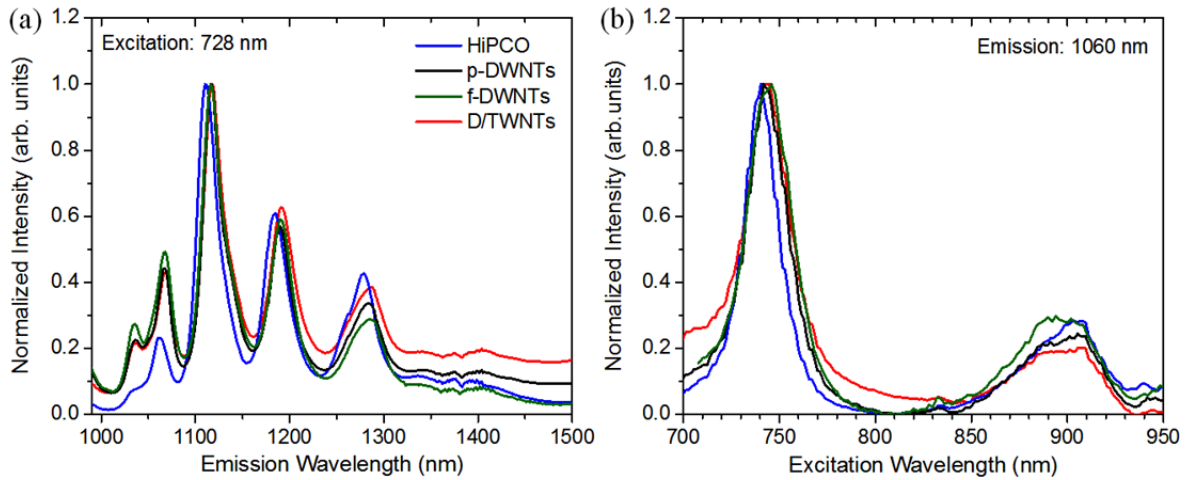 (a)
1.2
1.0
0.8
0.6
0.4
0.2
0.0
Normalized Intensity (arb. units)
Excitation: 728 nm
HiPCO
p-DWNTs
f-DWNTs
D/TWNTs
1000 1100 1200 1300 1400 1500
Emission Wavelength (nm)
(b)
1.2
1.0
0.8
0.6
0.4
0.2
0.0
Normalized Intensity (arb. units)
Emission: 1060 nm
700 750 800 850 900 950
Excitation Wavelength (nm)